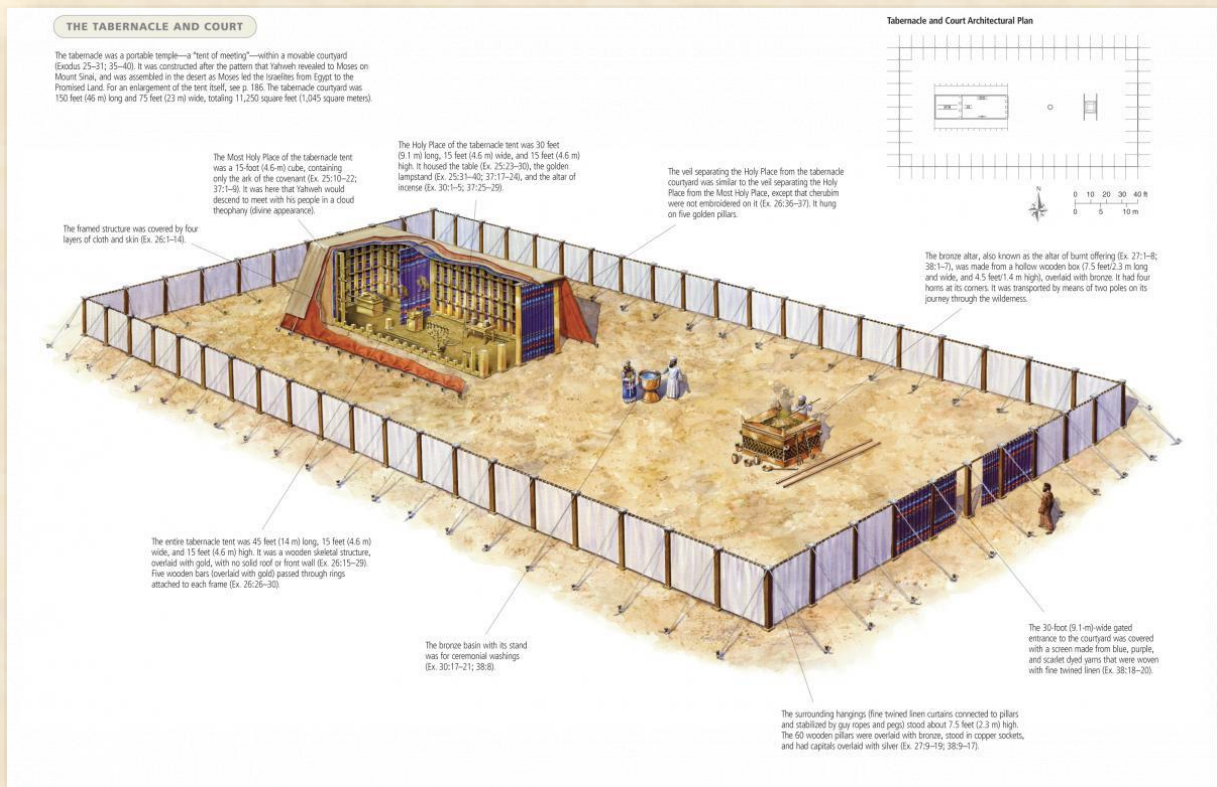 THE TABERNACLE AND COURT
The tabernacle was a portable temple—a “tent of meeting”—within a movable courtyard
(Exodus 25–31; 35–40). It was constructed after the pattern that Yahweh revealed to Moses on
Mount Sinai, and was assembled in the desert as Moses led the Israelites from Egypt to the
Promised Land. For an enlargement of the tent itself, see p. 186. The tabernacle courtyard was
150 feet (46 m) long and 75 feet (23 m) wide, totaling 11,250 square feet (1,045 square meters).
Tabernacle and Court Architectural Plan
N
0 10 20 30 40 ft
0 5 10 m
The Most Holy Place of the tabernacle tent
was a 15-foot (4.6-m) cube, containing
only the ark of the covenant (Ex. 25:10–22;
37:1–9). It was here that Yahweh would
descend to meet with his people in a cloud
theophany (divine appearance).
The Holy Place of the tabernacle tent was 30 feet
(9.1 m) long, 15 feet (4.6 m) wide, and 15 feet (4.6 m)
high. It housed the table (Ex. 25:23–30), the golden
lampstand (Ex. 25:31–40; 37:17–24), and the altar of
incense (Ex. 30:1–5; 37:25–29).
The veil separating the Holy Place from the tabernacle
courtyard was similar to the veil separating the Holy
Place from the Most Holy Place, except that cherubim
were not embroidered on it (Ex. 26:36–37). It hung
on five golden pillars.
The framed structure was covered by four
layers of cloth and skin (Ex. 26:1–14).
The bronze altar, also known as the altar of burnt offering (Ex. 27:1–8;
38:1–7), was made from a hollow wooden box (7.5 feet/2.3 m long
and wide, and 4.5 feet/1.4 m high), overlaid with bronze. It had four
horns at its corners. It was transported by means of two poles on its
journey through the wilderness.
The entire tabernacle tent was 45 feet (14 m) long, 15 feet (4.6 m)
wide, and 15 feet (4.6 m) high. It was a wooden skeletal structure,
overlaid with gold, with no solid roof or front wall (Ex. 26:15–29).
Five wooden bars (overlaid with gold) passed through rings
attached to each frame (Ex. 26:26–30).
The bronze basin with its stand
was for ceremonial washings
(Ex. 30:17–21; 38:8).
The 30-foot (9.1-m)-wide gated
entrance to the courtyard was covered
with a screen made from blue, purple,
and scarlet dyed yarns that were woven
with fine twined linen (Ex. 38:18–20).
The surrounding hangings (fine twined linen curtains connected to pillars
and stabilized by guy ropes and pegs) stood about 7.5 feet (2.3 m) high.
The 60 wooden pillars were overlaid with bronze, stood in copper sockets,
and had capitals overlaid with silver (Ex. 27:9–19; 38:9–17).